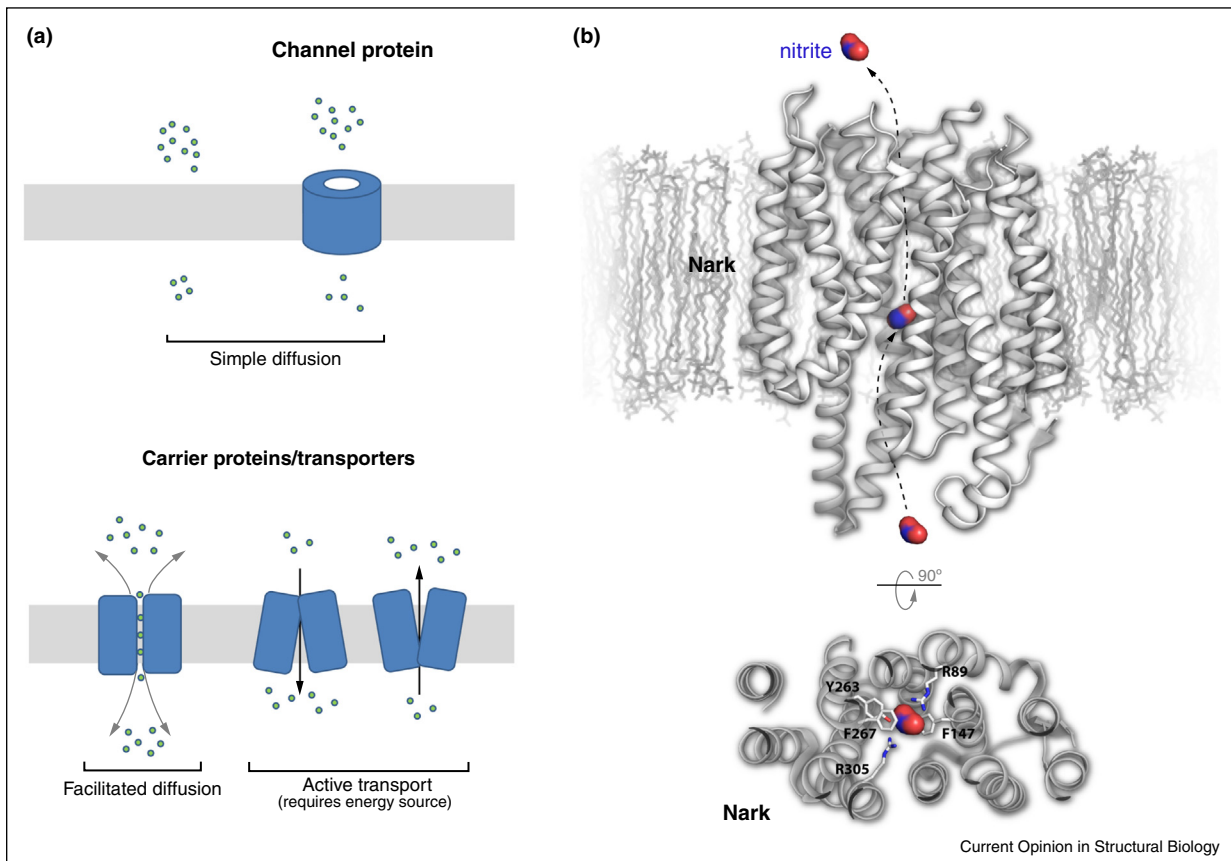 (a)
Channel protein
Simple diffusion
Carrier proteins/transporters
Facilitated diffusion
Active transport
(requires energy source)
(b)
nitrite
Nark
90º
R89
Y263
F267
F147
R305
Nark
Current Opinion in Structural Biology